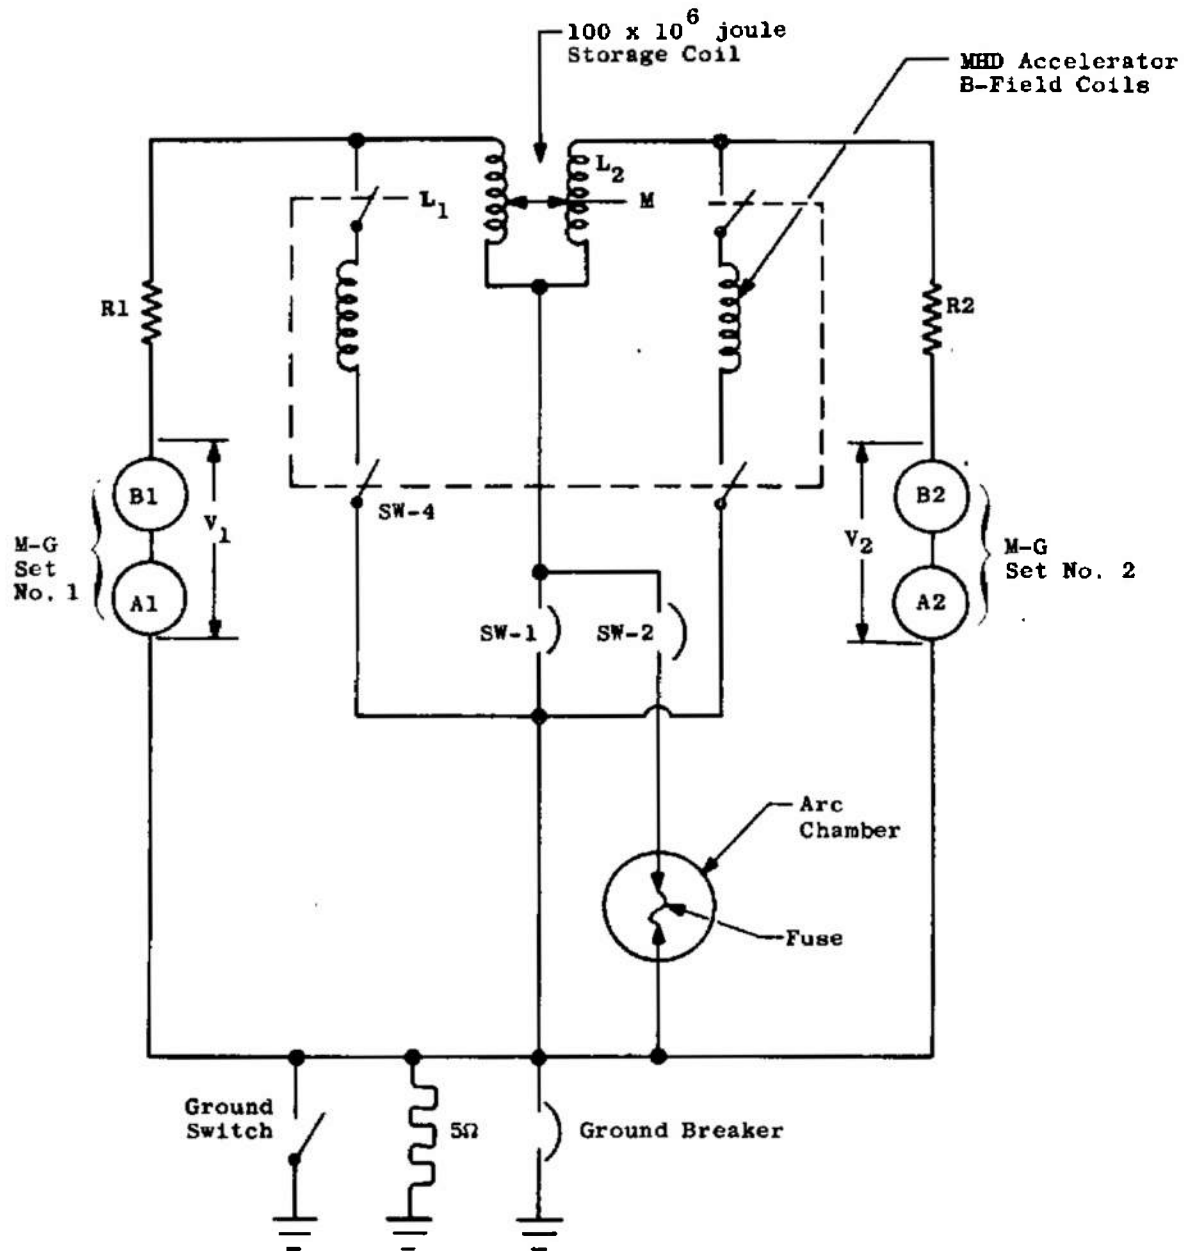 100 x 10^6 joule
Storage Coil
MHD Accelerator
B-Field Coils
L2
L1
M
R1
R2
B1
V1
M-G
Set
No. 1
A1
SW-4
B2
V2
M-G
Set No. 2
A2
SW-1
SW-2
Arc
Chamber
Fuse
Ground
Switch
5Ω
Ground Breaker